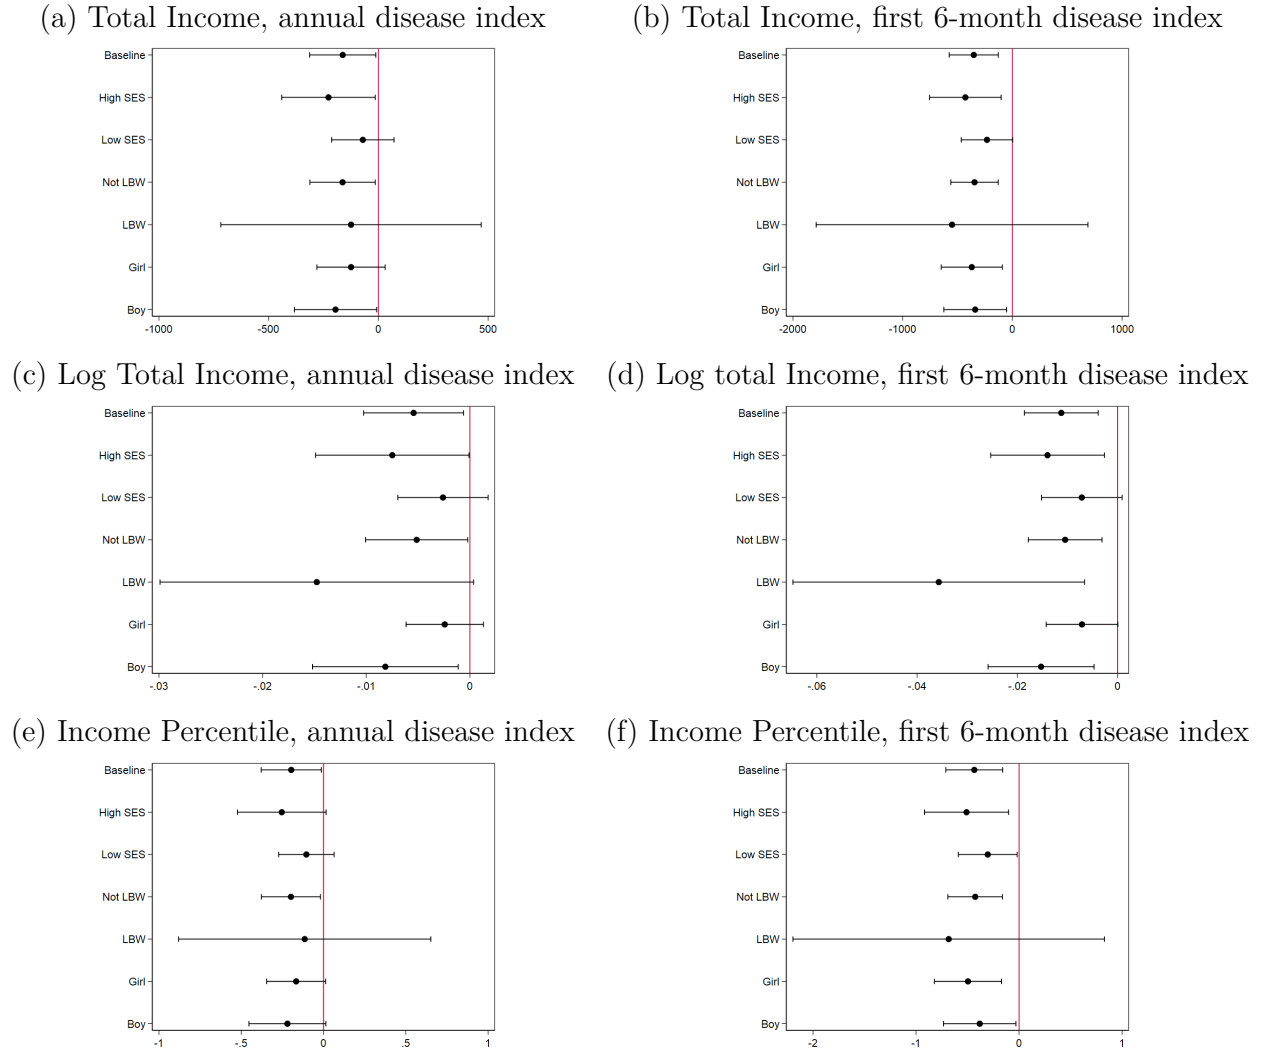 (a) Total Income, annual disease index
Baseline
High SES
Low SES
Not LBW
LBW
Girl
Boy
-1000 -500 0 500
(b) Total Income, first 6-month disease index
Baseline
High SES
Low SES
Not LBW
LBW
Girl
Boy
-2000 -1000 0 1000
(c) Log Total Income, annual disease index
Baseline
High SES
Low SES
Not LBW
LBW
Girl
Boy
-.03 -.02 -.01 0
(d) Log total Income, first 6-month disease index
Baseline
High SES
Low SES
Not LBW
LBW
Girl
Boy
-.06 -.04 -.02 0
(e) Income Percentile, annual disease index
Baseline
High SES
Low SES
Not LBW
LBW
Girl
Boy
-1 -.5 0 .5 1
(f) Income Percentile, first 6-month disease index
Baseline
High SES
Low SES
Not LBW
LBW
Girl
Boy
-2 -1 0 1